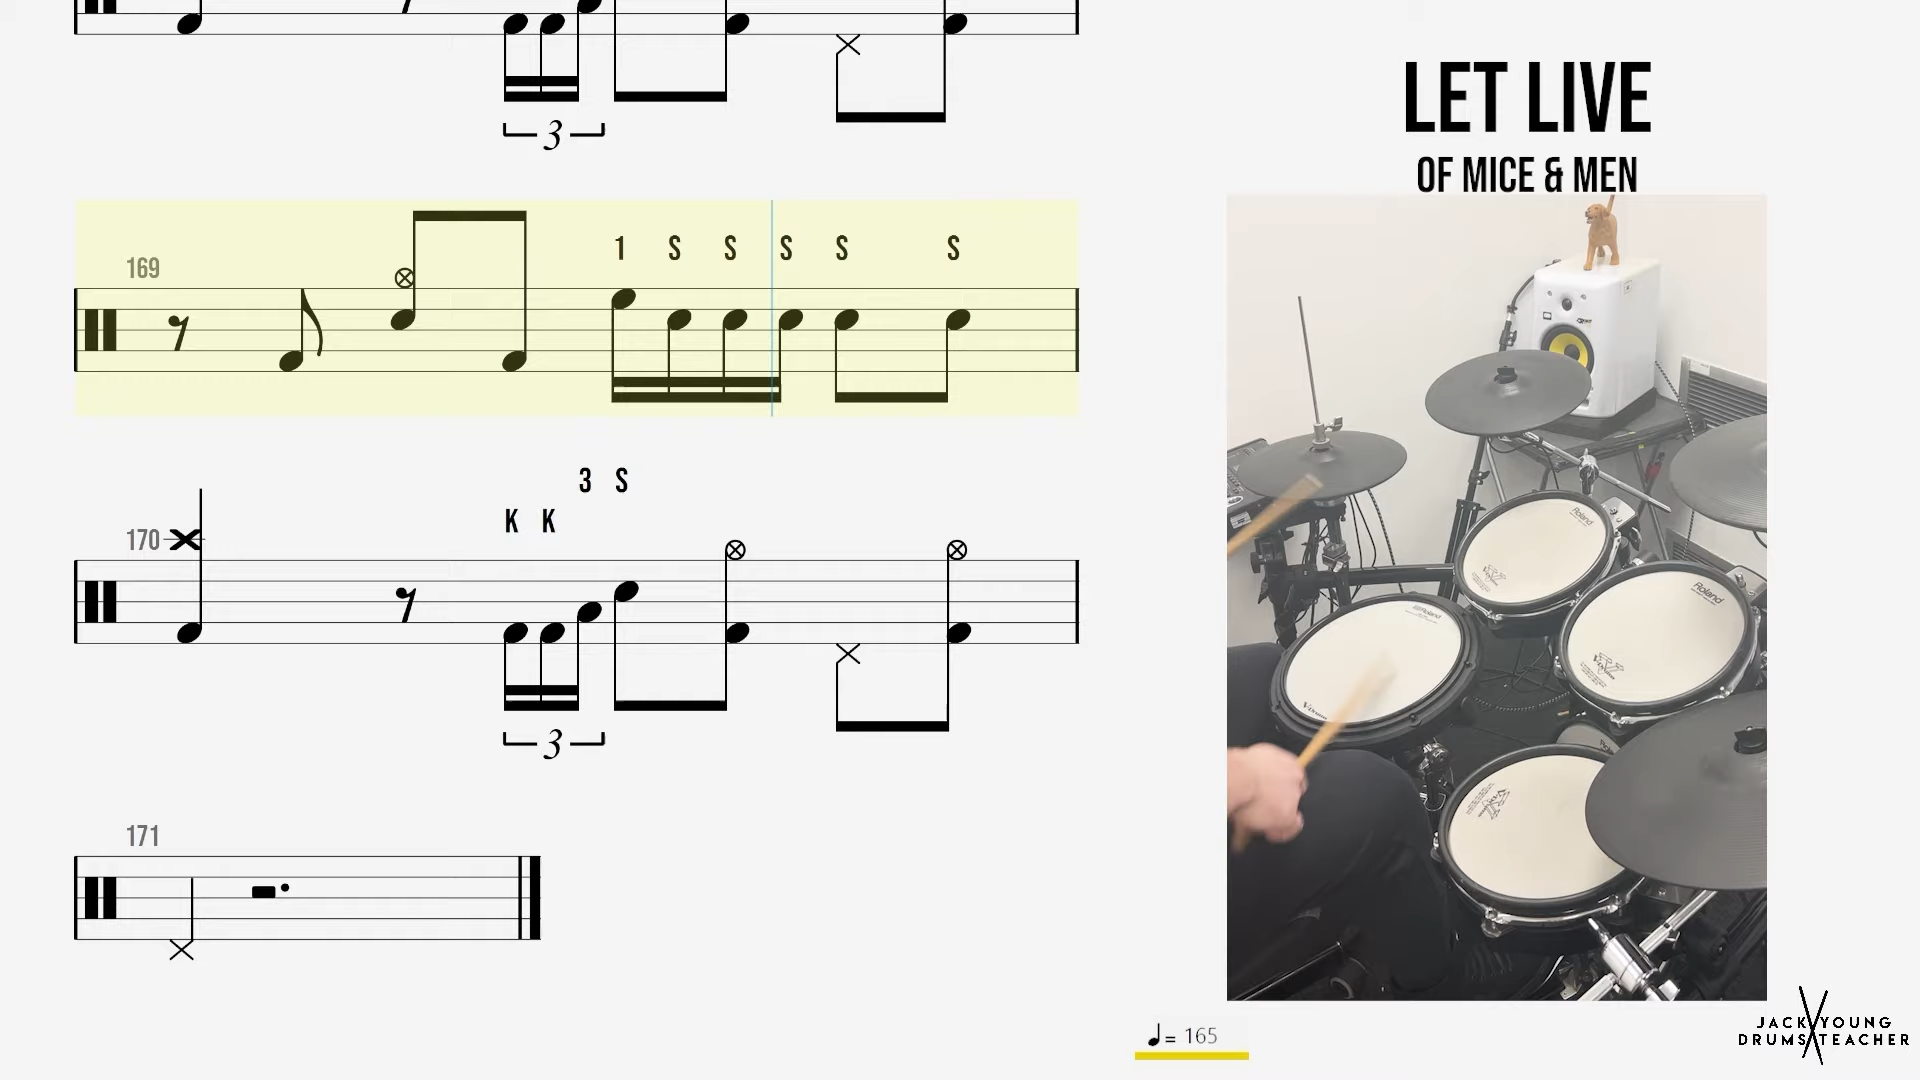 3
LET LIVE
OF MICE & MEN
169
1 S S S S S
3 S
K K
170
3
171
Roland
Roland
V-Drums
= 165
JACK YOUNG
DRUMS TEACHER